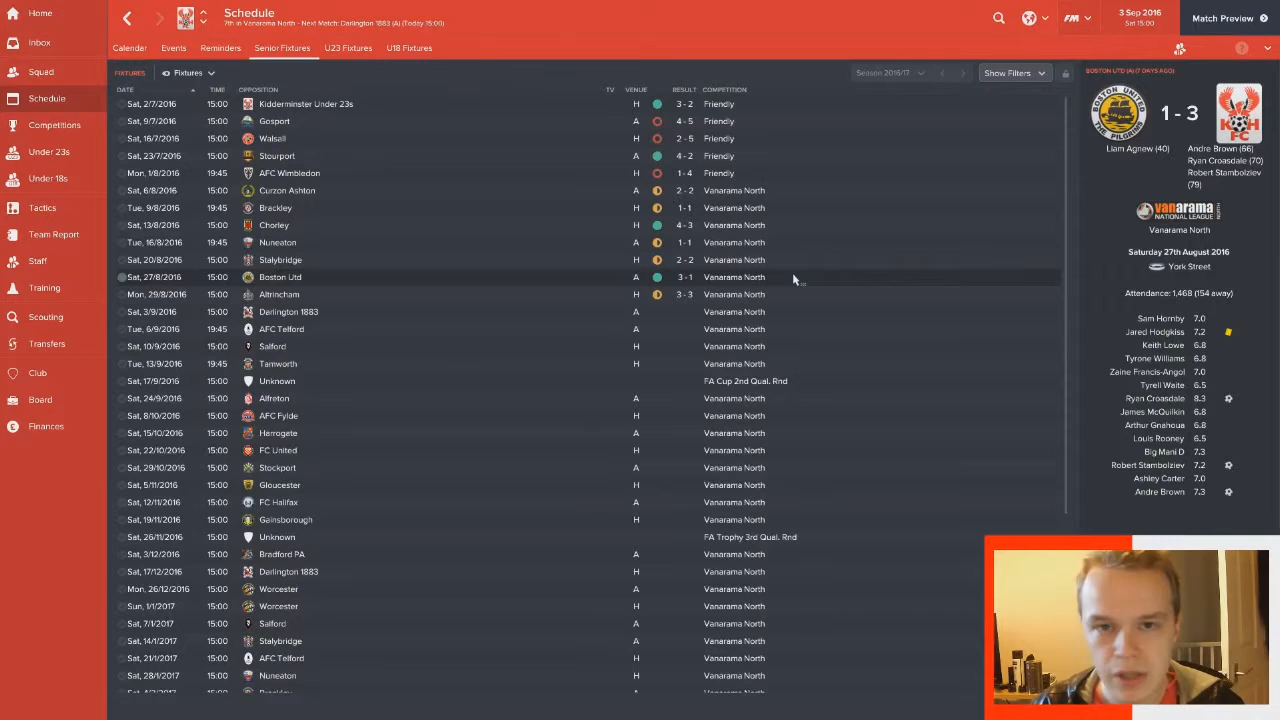 Home
Inbox
Squad
Schedule
Competitions
Under 23s
Under 18s
Tactics
Team Report
Staff
Training
Scouting
Transfers
Club
Board
Finances
Schedule
7th in Vanarama North - Next Match: Darlington 1883 (A) (Today 15:00)
FM
3 Sep 2016
Sat 15:00
Match Preview
Calendar Events Reminders Senior Fixtures U23 Fixtures U18 Fixtures
FIXTURES Fixtures Season 2016/17 Show Filters
DATE TIME OPPOSITION TV VENUE RESULT COMPETITION
Sat, 2/7/2016 15:00 Kidderminster Under 23s H 3 - 2 Friendly
Sat, 9/7/2016 15:00 Gosport A 4 - 5 Friendly
Sat, 16/7/2016 15:00 Walsall H 2 - 5 Friendly
Sat, 23/7/2016 15:00 Stourport A 4 - 2 Friendly
Mon, 1/8/2016 19:45 AFC Wimbledon H 1 - 4 Friendly
Sat, 6/8/2016 15:00 Curzon Ashton A 2 - 2 Vanarama North
Tue, 9/8/2016 19:45 Brackley H 1 - 1 Vanarama North
Sat, 13/8/2016 15:00 Chorley H 4 - 3 Vanarama North
Tue, 16/8/2016 19:45 Nuneaton A 1 - 1 Vanarama North
Sat, 20/8/2016 15:00 Stalybridge H 2 - 2 Vanarama North
Sat, 27/8/2016 15:00 Boston Utd A 3 - 1 Vanarama North
Mon, 29/8/2016 15:00 Altrincham H 3 - 3 Vanarama North
Sat, 3/9/2016 15:00 Darlington 1883 A Vanarama North
Tue, 6/9/2016 19:45 AFC Telford A Vanarama North
Sat, 10/9/2016 15:00 Salford H Vanarama North
Tue, 13/9/2016 19:45 Tamworth H Vanarama North
Sat, 17/9/2016 15:00 Unknown FA Cup 2nd Qual. Rnd
Sat, 24/9/2016 15:00 Alfreton A Vanarama North
Sat, 8/10/2016 15:00 AFC Fylde H Vanarama North
Sat, 15/10/2016 15:00 Harrogate A Vanarama North
Sat, 22/10/2016 15:00 FC United H Vanarama North
Sat, 29/10/2016 15:00 Stockport A Vanarama North
Sat, 5/11/2016 15:00 Gloucester H Vanarama North
Sat, 12/11/2016 15:00 FC Halifax A Vanarama North
Sat, 19/11/2016 15:00 Gainsborough H Vanarama North
Sat, 26/11/2016 15:00 Unknown FA Trophy 3rd Qual. Rnd
Sat, 3/12/2016 15:00 Bradford PA A Vanarama North
Sat, 17/12/2016 15:00 Darlington 1883 H Vanarama North
Mon, 26/12/2016 15:00 Worcester A Vanarama North
Sun, 1/1/2017 15:00 Worcester H Vanarama North
Sat, 7/1/2017 15:00 Salford A Vanarama North
Sat, 14/1/2017 15:00 Stalybridge A Vanarama North
Sat, 21/1/2017 15:00 AFC Telford H Vanarama North
Sat, 28/1/2017 15:00 Nuneaton H Vanarama North
BOSTON UTD (A) (7 DAYS AGO)
BOSTON UNITED
THE PILGRIMS
1 - 3
KH
FC
Liam Agnew (40)
Andre Brown (66)
Ryan Croasdale (70)
Robert Stambolziev
(79)
vanarama
NATIONAL LEAGUE NORTH
Vanarama North
Saturday 27th August 2016
York Street
Attendance: 1,468 (154 away)
Sam Hornby 7.0
Jared Hodgkiss 7.2
Keith Lowe 6.8
Tyrone Williams 6.8
Zaine Francis-Angol 7.0
Tyrell Waite 6.5
Ryan Croasdale 8.3
James McQuilkin 6.8
Arthur Gnahoua 6.8
Louis Rooney 6.5
Big Mani D 7.3
Robert Stambolziev 7.2
Ashley Carter 7.0
Andre Brown 7.3